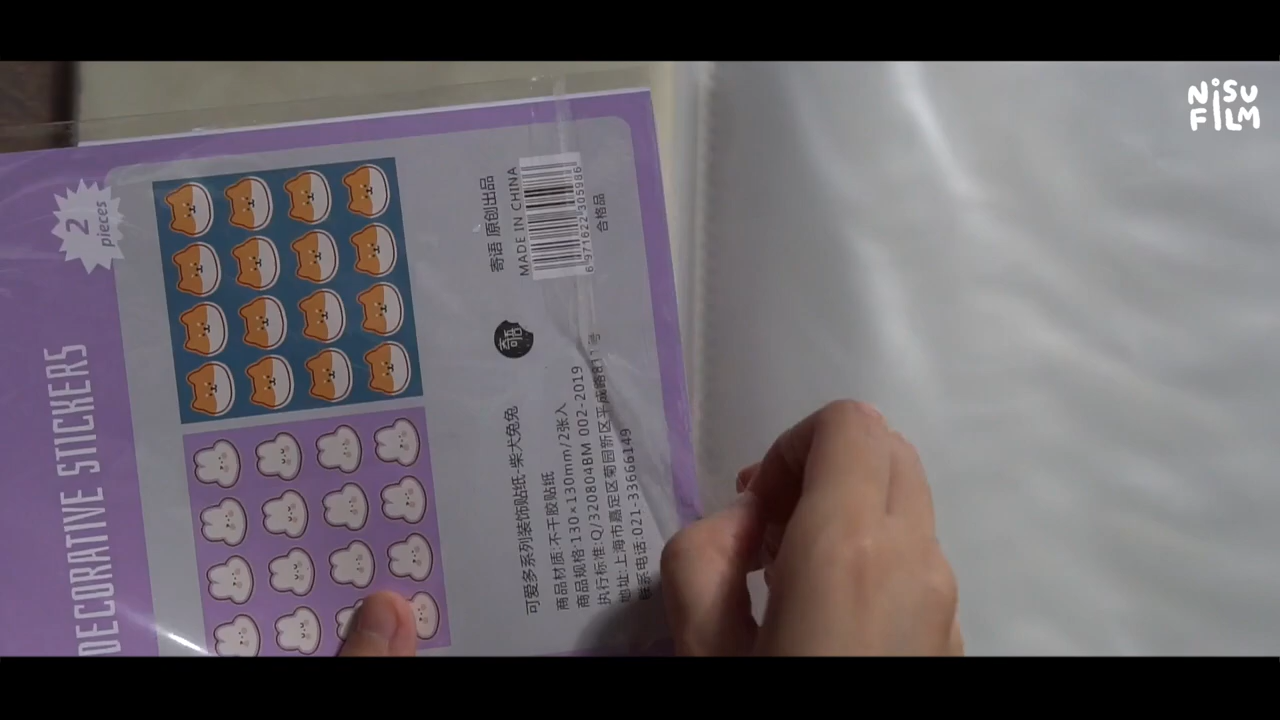 NiSU
FILM
2
pieces
DECORATIVE STICKERS
寄语 原创出品
MADE IN CHINA
6 971622 305986
合格品
可爱多系列装饰贴纸-柴犬兔兔
商品材质:不干胶贴纸
商品规格:130×130mm/2张入
执行标准:Q/320804BM 002-2019
地址:上海市嘉定区菊园新区平成路811号
联系电话:021-33666149